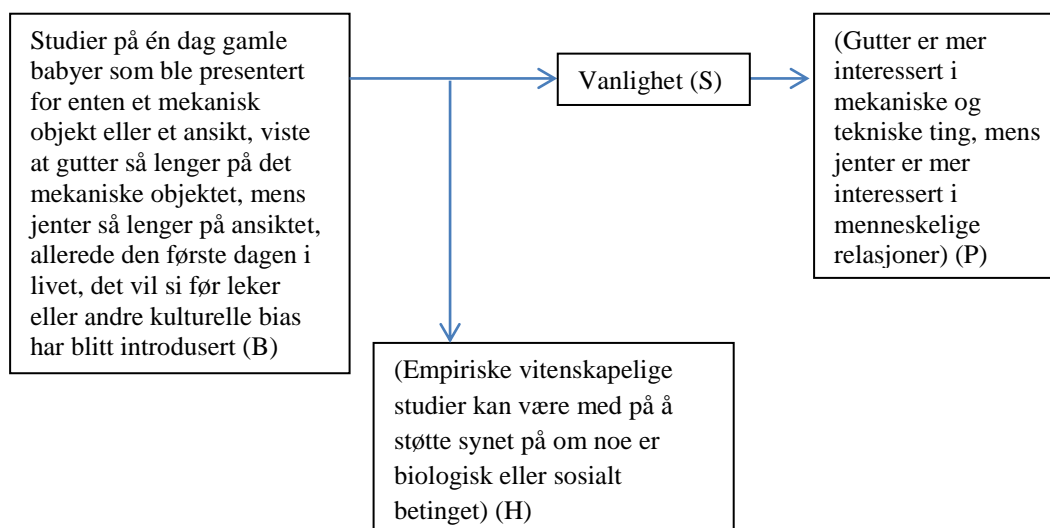 Studier på én dag gamle
babyer som ble presentert
for enten et mekanisk
objekt eller et ansikt, viste
at gutter så lenger på det
mekaniske objektet, mens
jenter så lenger på ansiktet,
allerede den første dagen i
livet, det vil si før leker
eller andre kulturelle bias
har blitt introdusert (B)
Vanlighet (S)
(Gutter er mer
interessert i
mekaniske og
tekniske ting, mens
jenter er mer
interessert i
menneskelige
relasjoner) (P)
(Empiriske vitenskapelige
studier kan være med på å
støtte synet på om noe er
biologisk eller sosialt
betinget) (H)